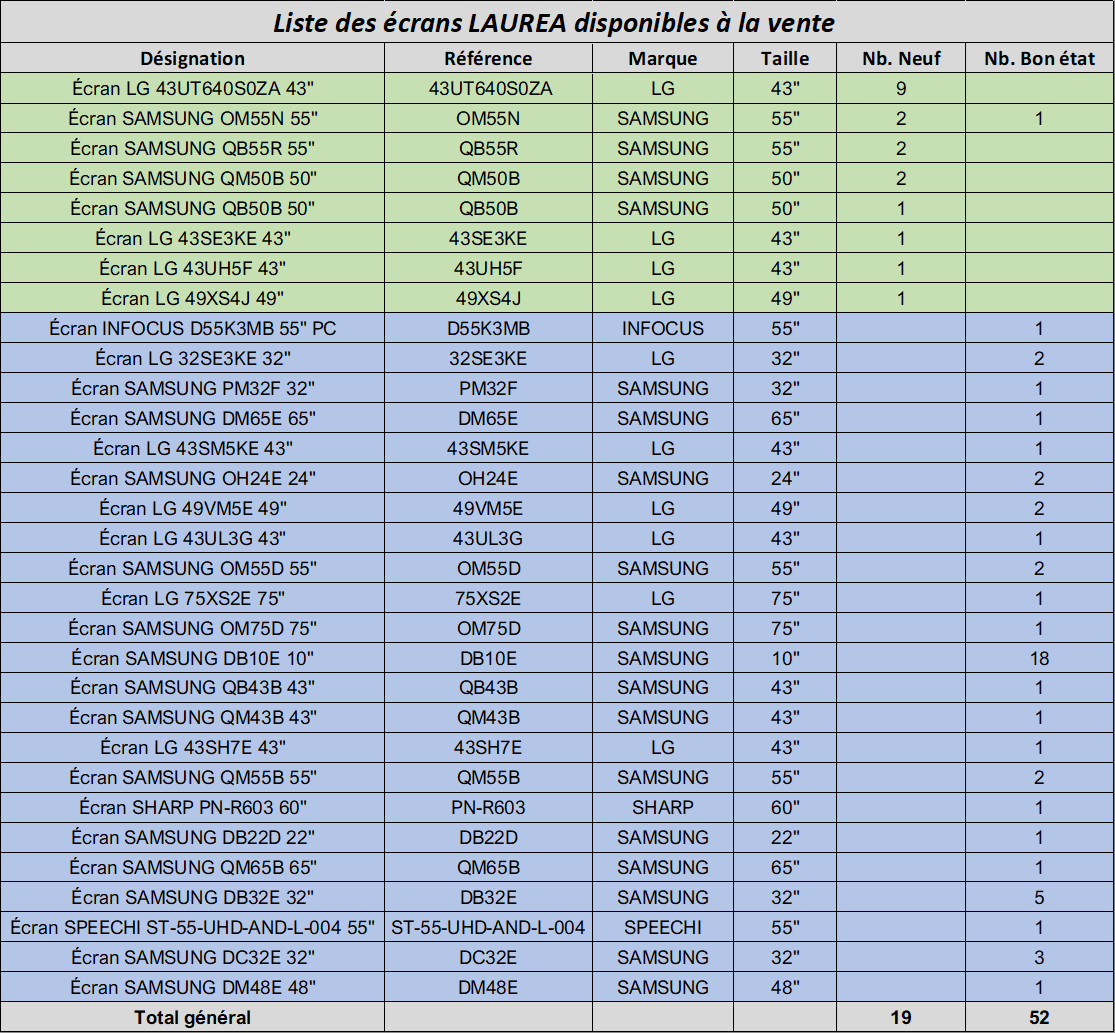 Liste des écrans LAUREA disponibles à la vente
Désignation Référence Marque Taille Nb. Neuf Nb. Bon état
Écran LG 43UT640S0ZA 43" 43UT640S0ZA LG 43" 9
Écran SAMSUNG OM55N 55" OM55N SAMSUNG 55" 2 1
Écran SAMSUNG QB55R 55" QB55R SAMSUNG 55" 2
Écran SAMSUNG QM50B 50" QM50B SAMSUNG 50" 2
Écran SAMSUNG QB50B 50" QB50B SAMSUNG 50" 1
Écran LG 43SE3KE 43" 43SE3KE LG 43" 1
Écran LG 43UH5F 43" 43UH5F LG 43" 1
Écran LG 49XS4J 49" 49XS4J LG 49" 1
Écran INFOCUS D55K3MB 55" PC D55K3MB INFOCUS 55" 1
Écran LG 32SE3KE 32" 32SE3KE LG 32" 2
Écran SAMSUNG PM32F 32" PM32F SAMSUNG 32" 1
Écran SAMSUNG DM65E 65" DM65E SAMSUNG 65" 1
Écran LG 43SM5KE 43" 43SM5KE LG 43" 1
Écran SAMSUNG OH24E 24" OH24E SAMSUNG 24" 2
Écran LG 49VM5E 49" 49VM5E LG 49" 2
Écran LG 43UL3G 43" 43UL3G LG 43" 1
Écran SAMSUNG OM55D 55" OM55D SAMSUNG 55" 2
Écran LG 75XS2E 75" 75XS2E LG 75" 1
Écran SAMSUNG OM75D 75" OM75D SAMSUNG 75" 1
Écran SAMSUNG DB10E 10" DB10E SAMSUNG 10" 18
Écran SAMSUNG QB43B 43" QB43B SAMSUNG 43" 1
Écran SAMSUNG QM43B 43" QM43B SAMSUNG 43" 1
Écran LG 43SH7E 43" 43SH7E LG 43" 1
Écran SAMSUNG QM55B 55" QM55B SAMSUNG 55" 2
Écran SHARP PN-R603 60" PN-R603 SHARP 60" 1
Écran SAMSUNG DB22D 22" DB22D SAMSUNG 22" 1
Écran SAMSUNG QM65B 65" QM65B SAMSUNG 65" 1
Écran SAMSUNG DB32E 32" DB32E SAMSUNG 32" 5
Écran SPEECHI ST-55-UHD-AND-L-004 55" ST-55-UHD-AND-L-004 SPEECHI 55" 1
Écran SAMSUNG DC32E 32" DC32E SAMSUNG 32" 3
Écran SAMSUNG DM48E 48" DM48E SAMSUNG 48" 1
Total général 19 52